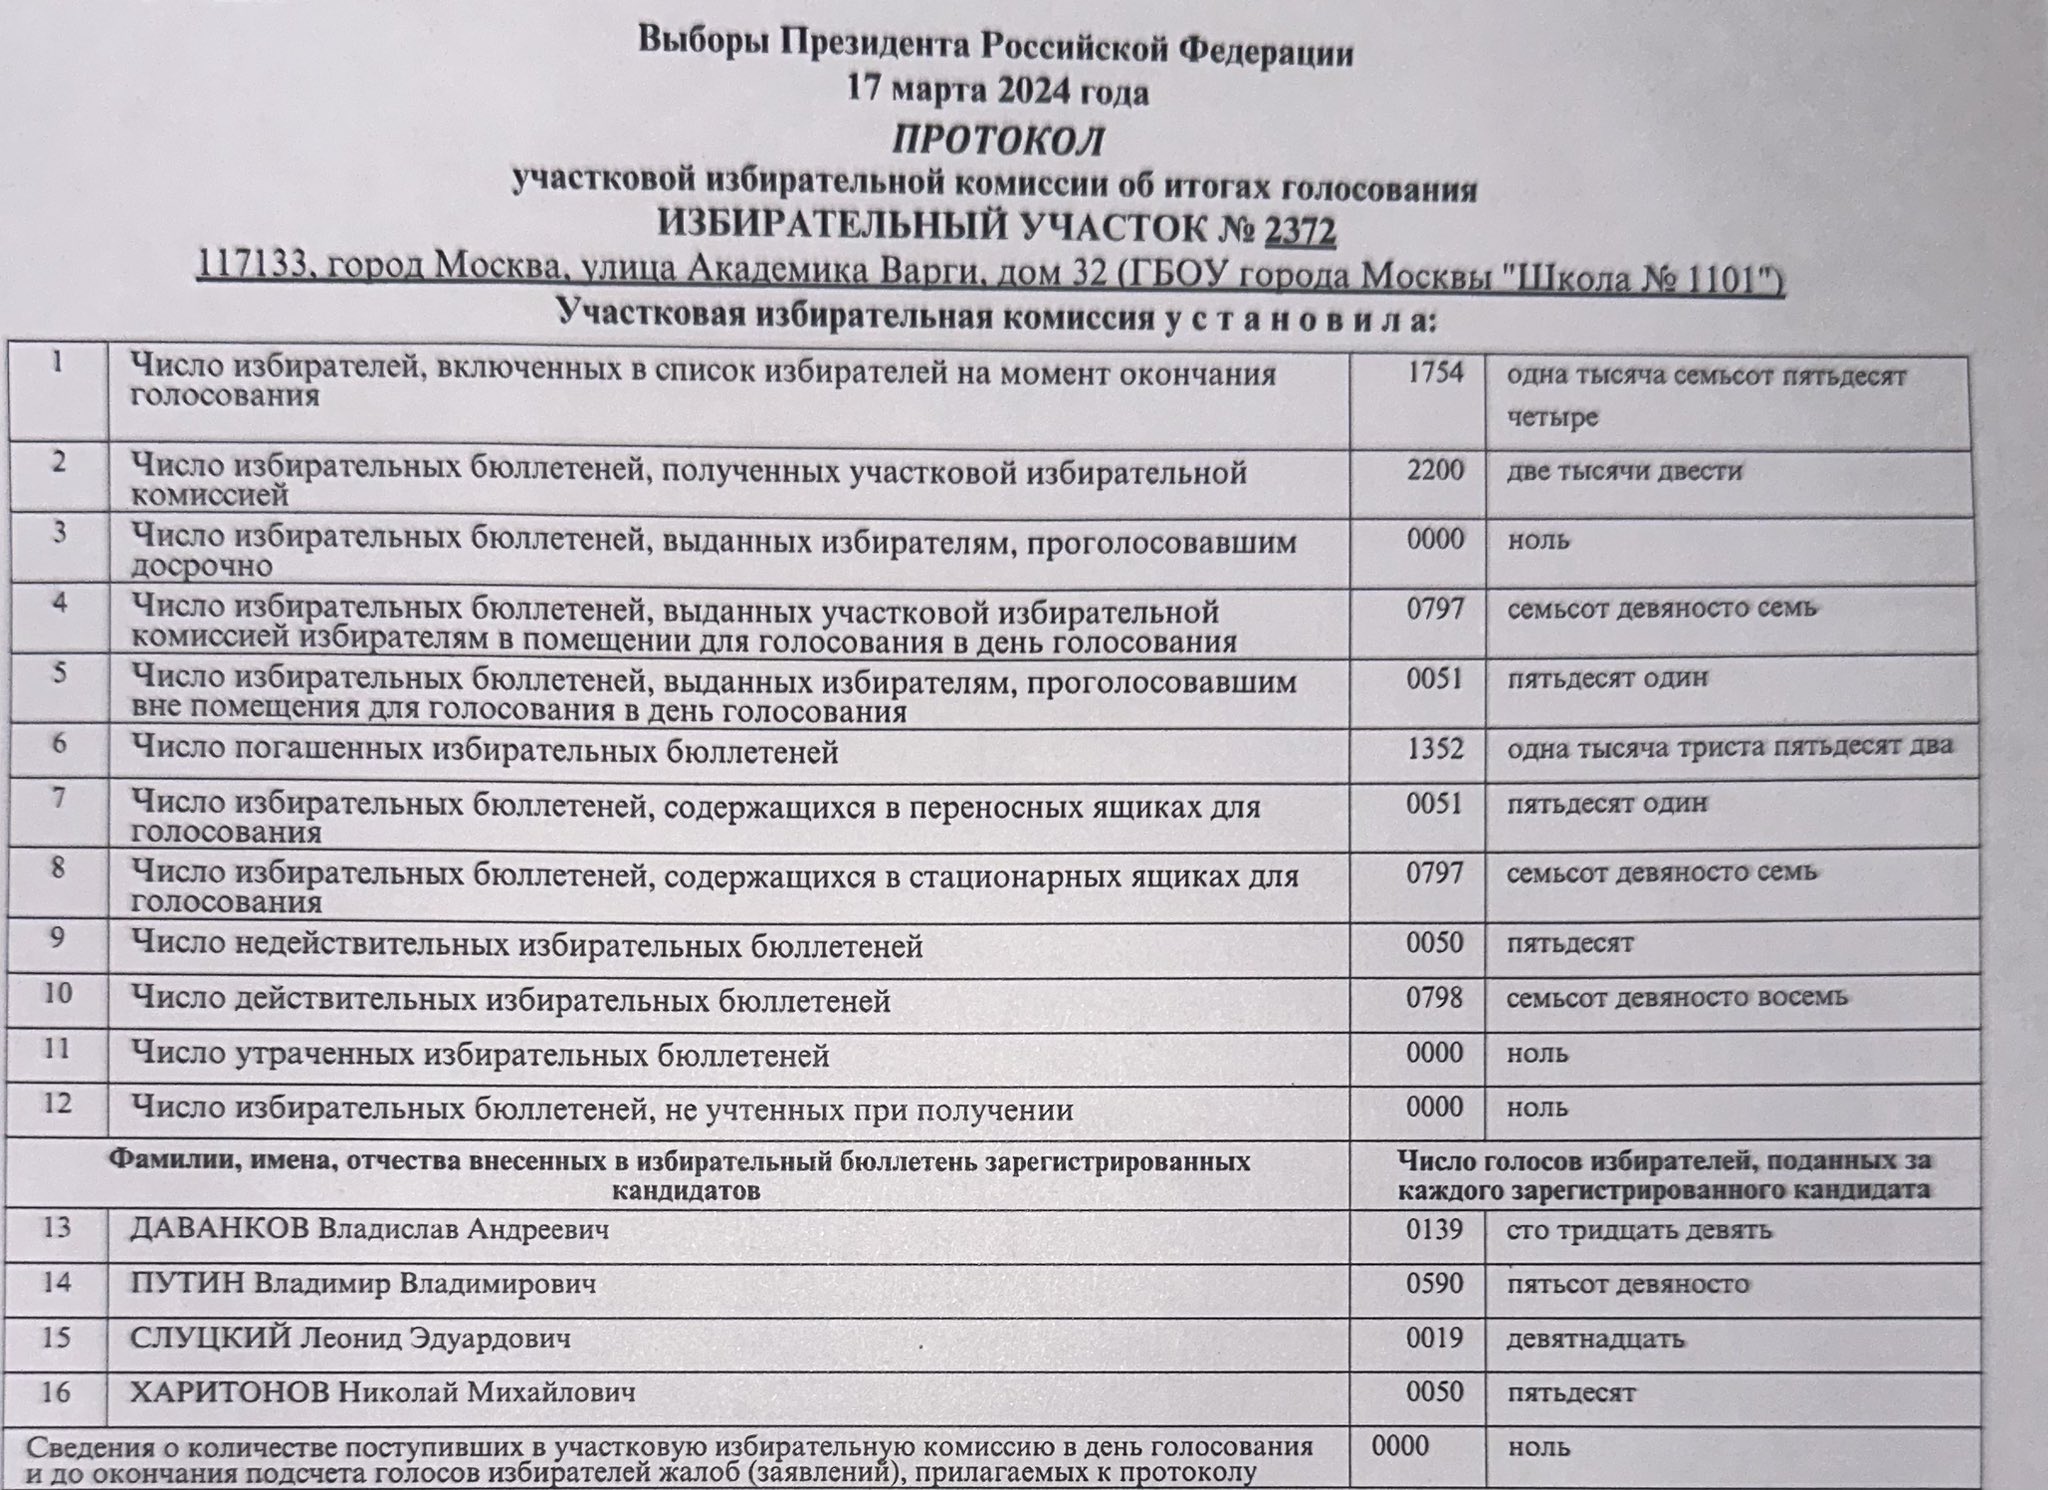 Выборы Президента Российской Федерации
17 марта 2024 года
ПРОТОКОЛ
участковой избирательной комиссии об итогах голосования
ИЗБИРАТЕЛЬНЫЙ УЧАСТОК № 2372
117133, город Москва, улица Академика Варги, дом 32 (ГБОУ города Москвы "Школа № 1101")
Участковая избирательная комиссия у с т а н о в и л а:
1 Число избирателей, включенных в список избирателей на момент окончания 1754 одна тысяча семьсот пятьдесят
голосования четыре
2 Число избирательных бюллетеней, полученных участковой избирательной 2200 две тысячи двести
комиссией
3 Число избирательных бюллетеней, выданных избирателям, проголосовавшим 0000 ноль
досрочно
4 Число избирательных бюллетеней, выданных участковой избирательной 0797 семьсот девяносто семь
комиссией избирателям в помещении для голосования в день голосования
5 Число избирательных бюллетеней, выданных избирателям, проголосовавшим 0051 пятьдесят один
вне помещения для голосования в день голосования
6 Число погашенных избирательных бюллетеней 1352 одна тысяча триста пятьдесят два
7 Число избирательных бюллетеней, содержащихся в переносных ящиках для 0051 пятьдесят один
голосования
8 Число избирательных бюллетеней, содержащихся в стационарных ящиках для 0797 семьсот девяносто семь
голосования
9 Число недействительных избирательных бюллетеней 0050 пятьдесят
10 Число действительных избирательных бюллетеней 0798 семьсот девяносто восемь
11 Число утраченных избирательных бюллетеней 0000 ноль
12 Число избирательных бюллетеней, не учтенных при получении 0000 ноль
Фамилии, имена, отчества внесенных в избирательный бюллетень зарегистрированных Число голосов избирателей, поданных за
кандидатов каждого зарегистрированного кандидата
13 ДАВАНКОВ Владислав Андреевич 0139 сто тридцать девять
14 ПУТИН Владимир Владимирович 0590 пятьсот девяносто
15 СЛУЦКИЙ Леонид Эдуардович 0019 девятнадцать
16 ХАРИТОНОВ Николай Михайлович 0050 пятьдесят
Сведения о количестве поступивших в участковую избирательную комиссию в день голосования 0000 ноль
и до окончания подсчета голосов избирателей жалоб (заявлений), прилагаемых к протоколу